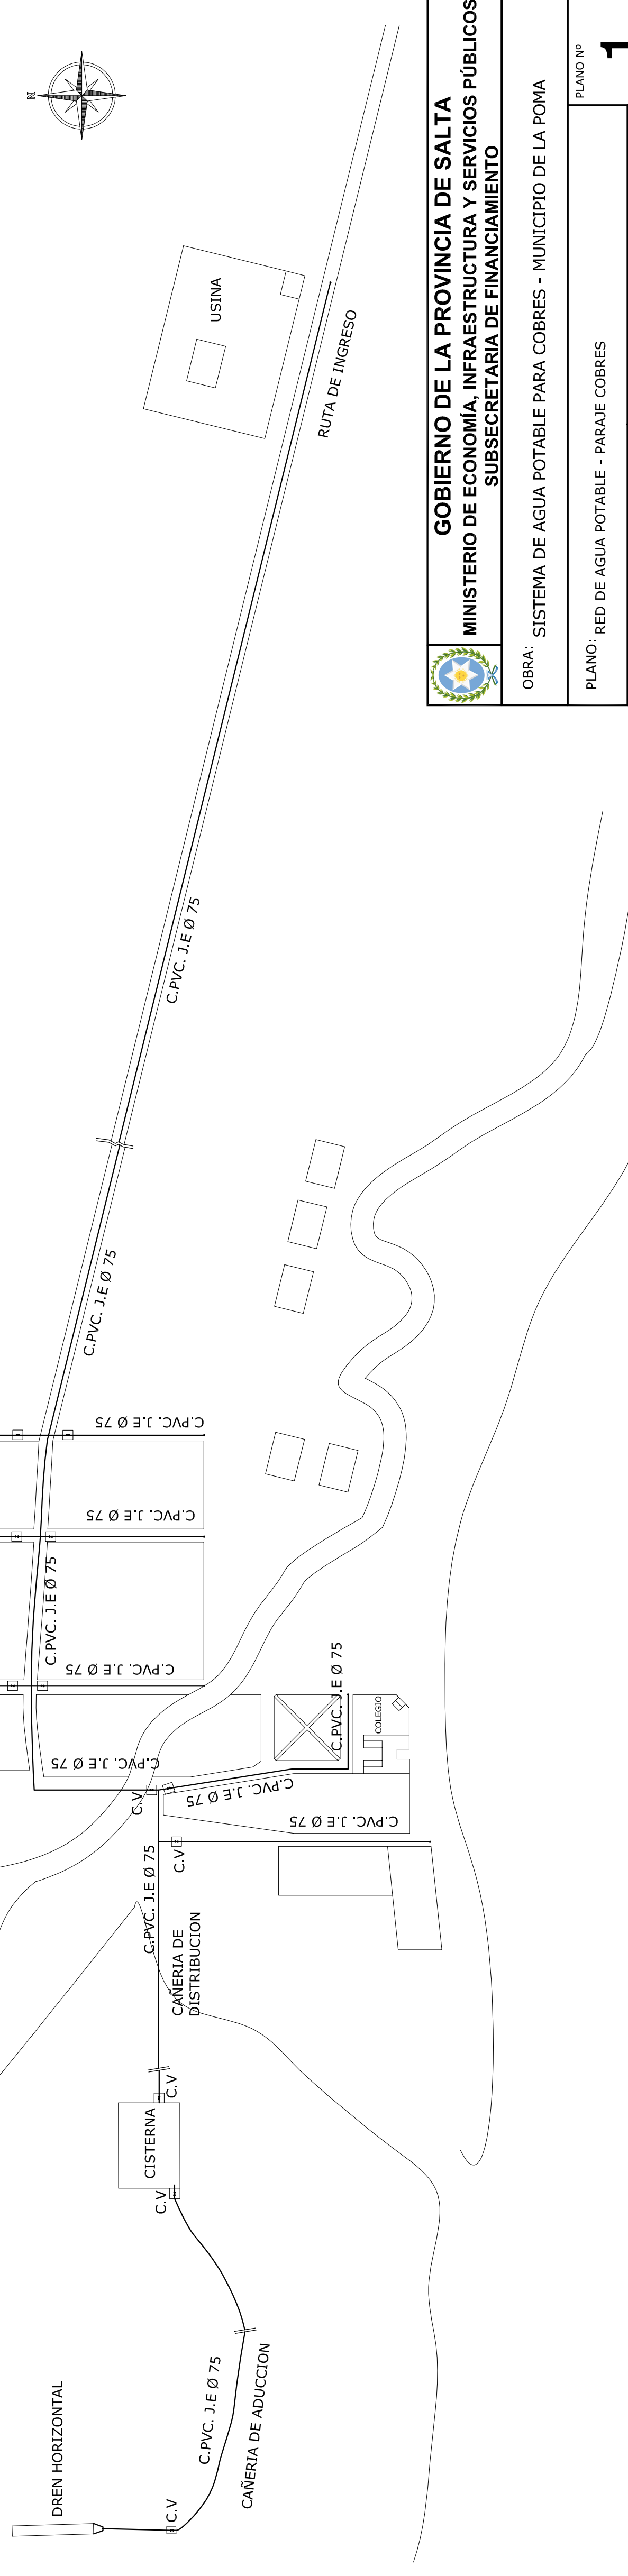 DREN HORIZONTAL
C.V
C.PVC. J.E Ø 75
CAÑERIA DE ADUCCION
C.V
CISTERNA
C.V
CAÑERIA DE
DISTRIBUCION
C.PVC. J.E Ø 75
C.V
C.V
C.PVC. J.E Ø 75
C.PVC. J.E Ø 75
C.PVC. J.E Ø 75
C.PVC. J.E Ø 75
COLEGIO
C.PVC. J.E Ø 75
C.PVC. J.E Ø 75
C.PVC. J.E Ø 75
C.PVC. J.E Ø 75
C.PVC. J.E Ø 75
C.PVC. J.E Ø 75
RUTA DE INGRESO
USINA
N
GOBIERNO DE LA PROVINCIA DE SALTA
MINISTERIO DE ECONOMÍA, INFRAESTRUCTURA Y SERVICIOS PÚBLICOS
SUBSECRETARIA DE FINANCIAMIENTO
OBRA:
SISTEMA DE AGUA POTABLE PARA COBRES - MUNICIPIO DE LA POMA
PLANO:
RED DE AGUA POTABLE - PARAJE COBRES
PLANO Nº
1